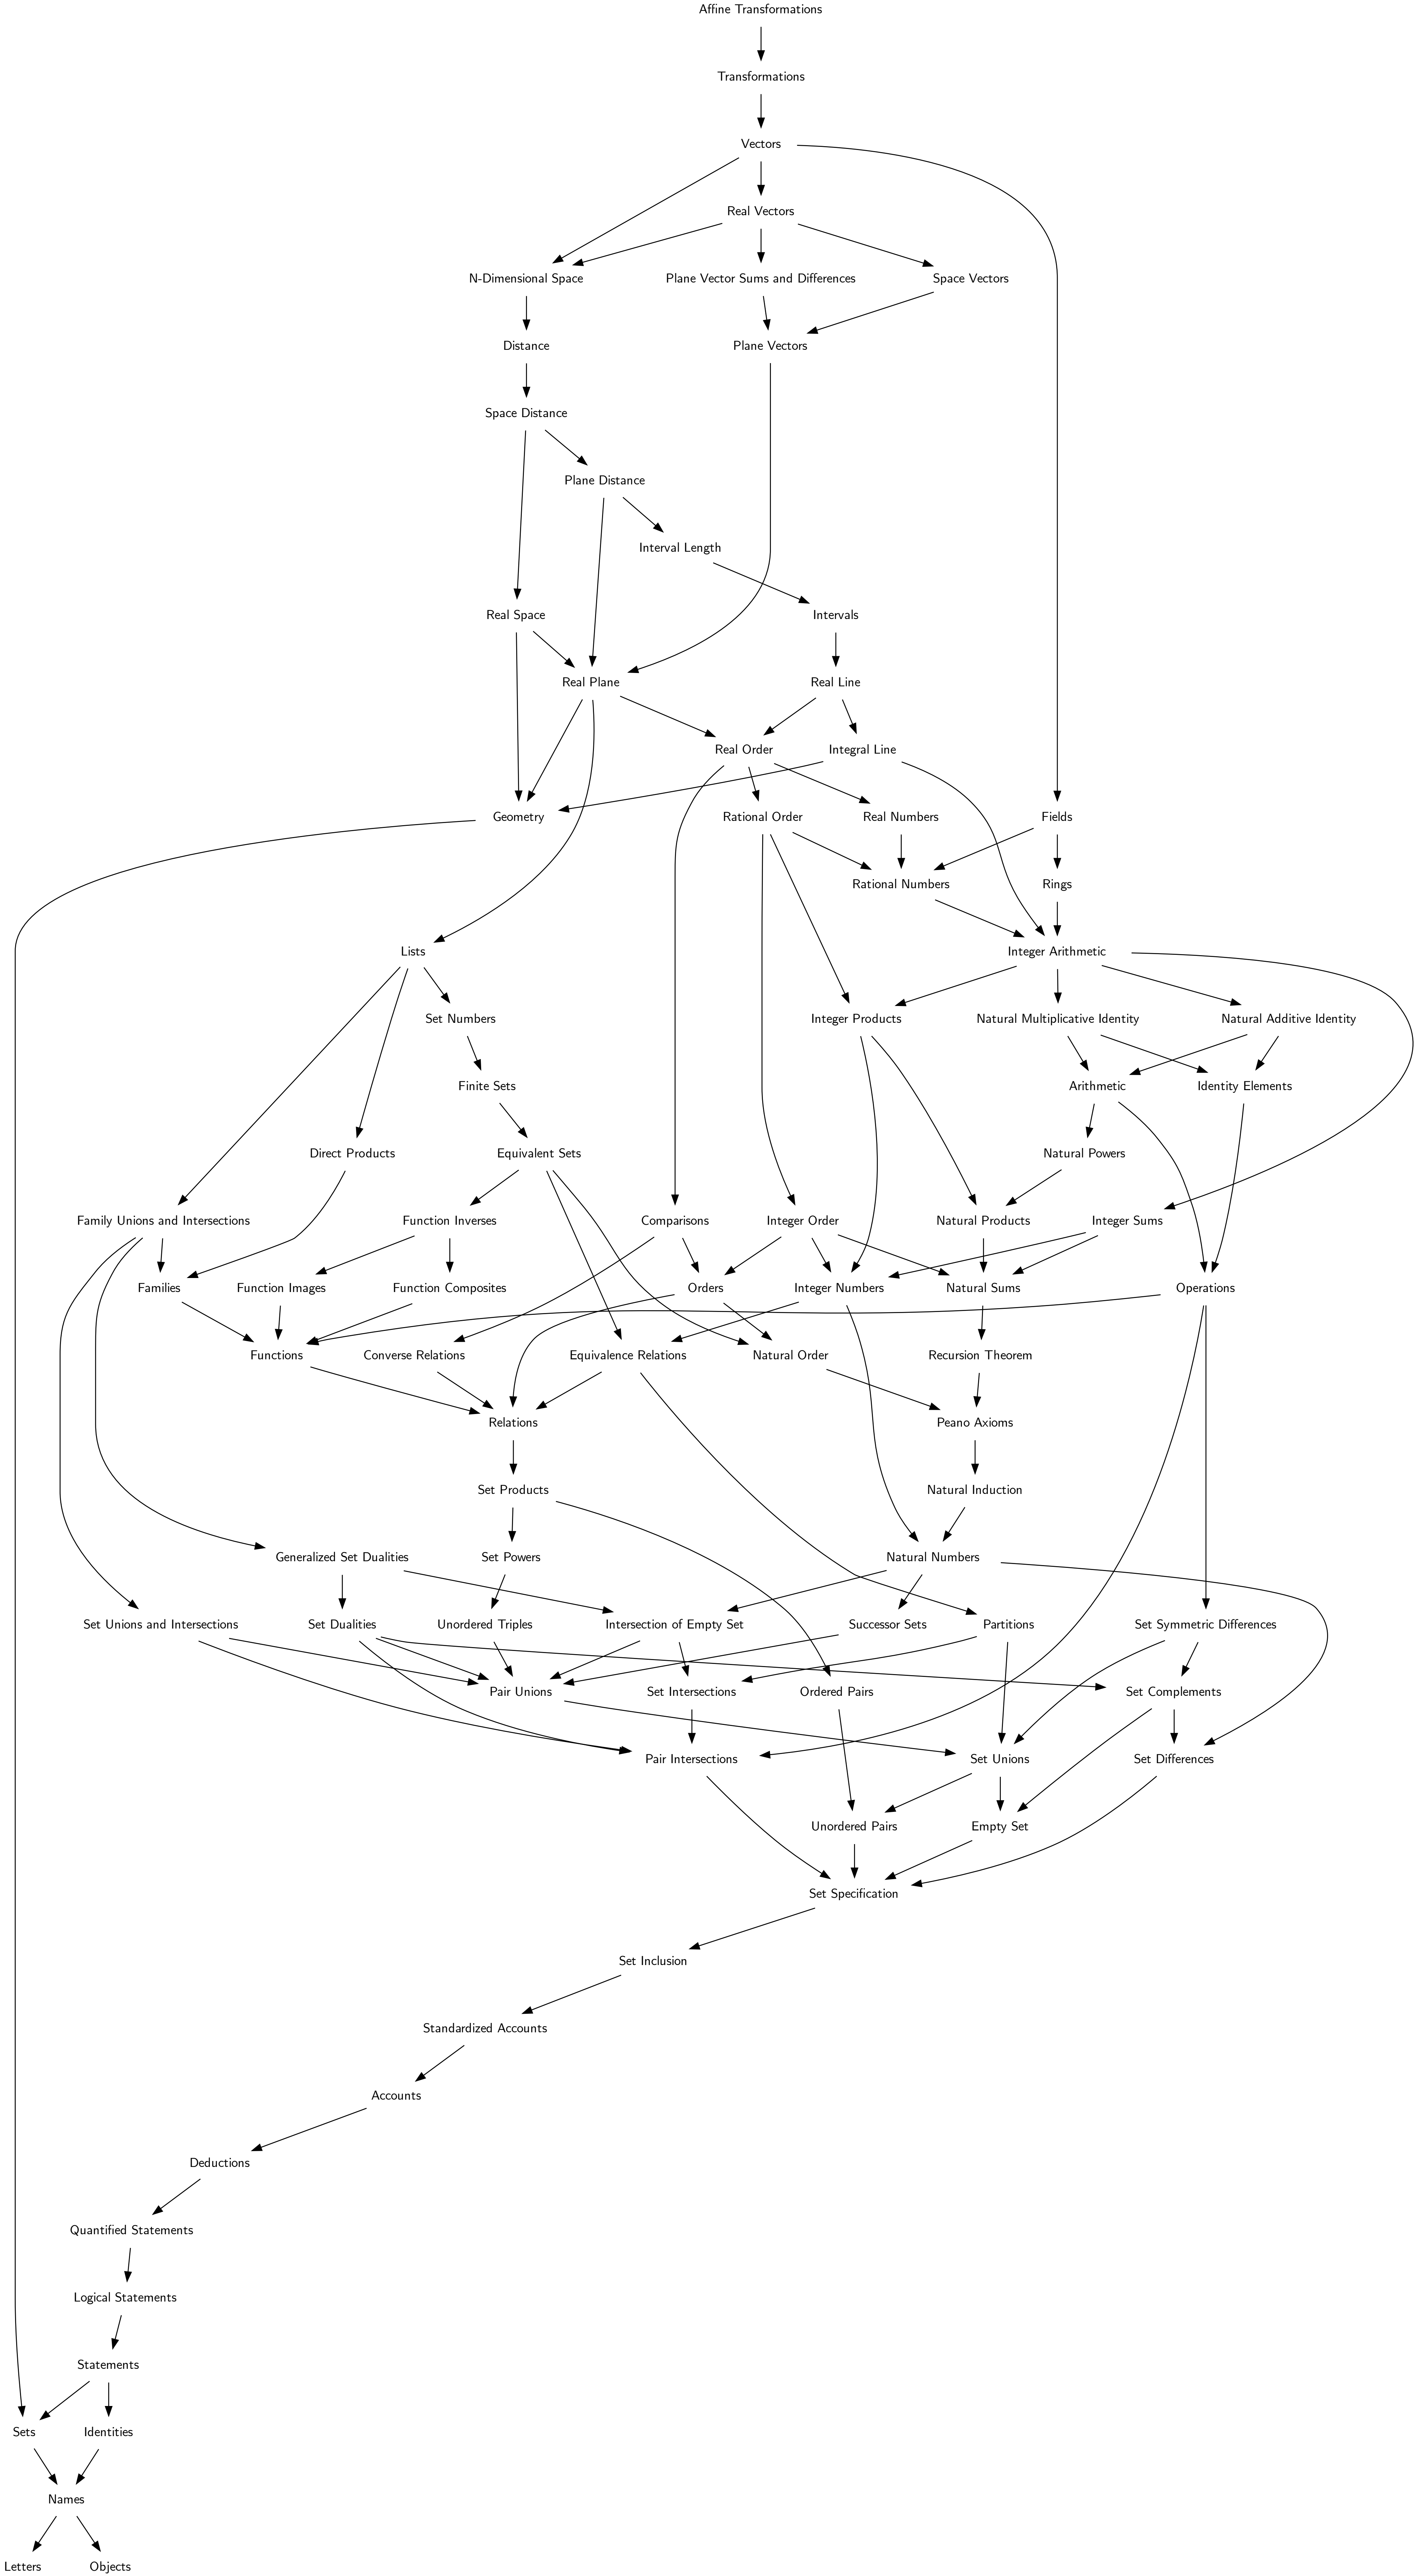 Affine Transformations
Transformations
Vectors
Real Vectors
N-Dimensional Space
Plane Vector Sums and Differences
Space Vectors
Distance
Plane Vectors
Space Distance
Plane Distance
Interval Length
Real Space
Intervals
Real Plane
Real Line
Real Order
Integral Line
Geometry
Rational Order
Real Numbers
Fields
Rational Numbers
Rings
Lists
Integer Arithmetic
Set Numbers
Integer Products
Natural Multiplicative Identity
Natural Additive Identity
Finite Sets
Arithmetic
Identity Elements
Direct Products
Equivalent Sets
Natural Powers
Family Unions and Intersections
Function Inverses
Comparisons
Integer Order
Natural Products
Integer Sums
Families
Function Images
Function Composites
Orders
Integer Numbers
Natural Sums
Operations
Functions
Converse Relations
Equivalence Relations
Natural Order
Recursion Theorem
Relations
Peano Axioms
Set Products
Natural Induction
Generalized Set Dualities
Set Powers
Natural Numbers
Set Unions and Intersections
Set Dualities
Unordered Triples
Intersection of Empty Set
Successor Sets
Partitions
Set Symmetric Differences
Pair Unions
Set Intersections
Ordered Pairs
Set Complements
Pair Intersections
Set Unions
Set Differences
Unordered Pairs
Empty Set
Set Specification
Set Inclusion
Standardized Accounts
Accounts
Deductions
Quantified Statements
Logical Statements
Statements
Sets
Identities
Names
Letters
Objects